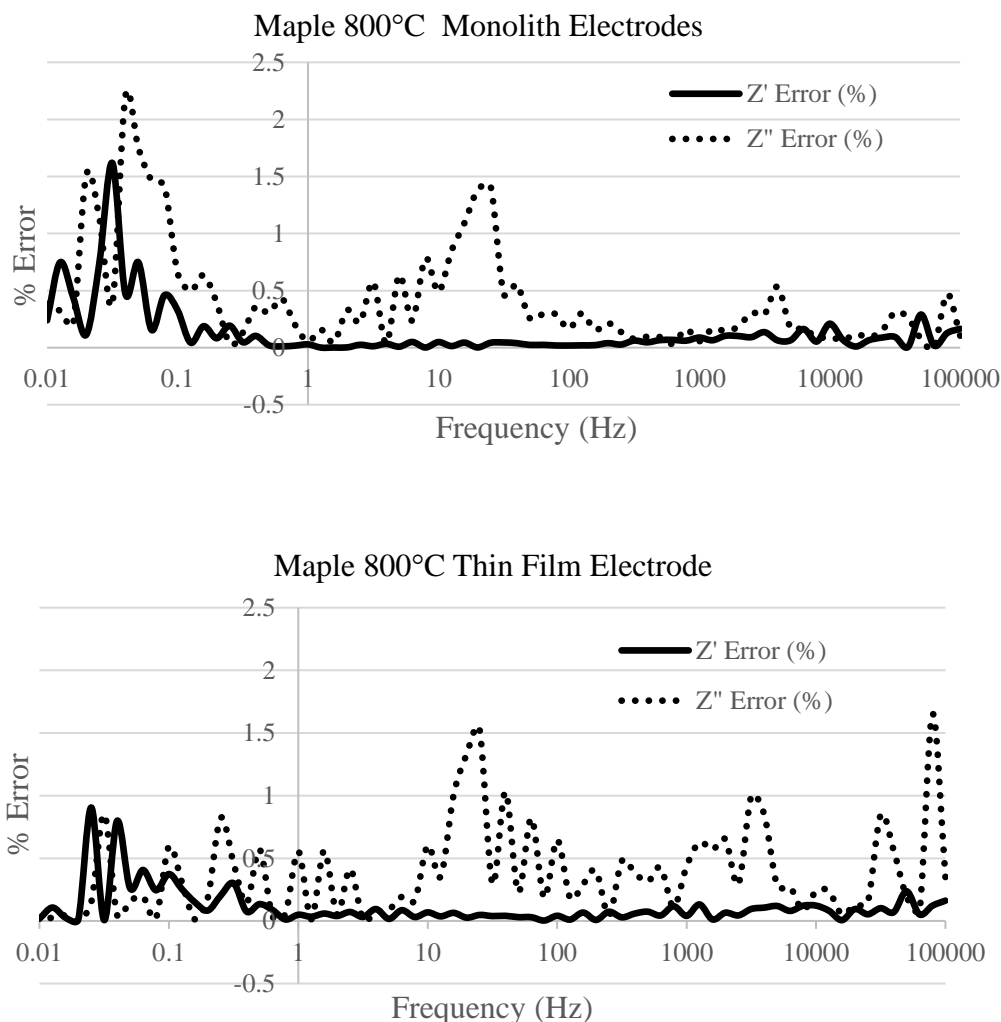 Maple 800°C  Monolith Electrodes
2.5
Z' Error (%)
2
Z" Error (%)
1.5
1
0.5
0
0.01 0.1 1 10 100 1000 10000 100000
-0.5
% Error
Frequency (Hz)
Maple 800°C Thin Film Electrode
2.5
Z' Error (%)
2
Z" Error (%)
1.5
1
0.5
0
0.01 0.1 1 10 100 1000 10000 100000
-0.5
% Error
Frequency (Hz)